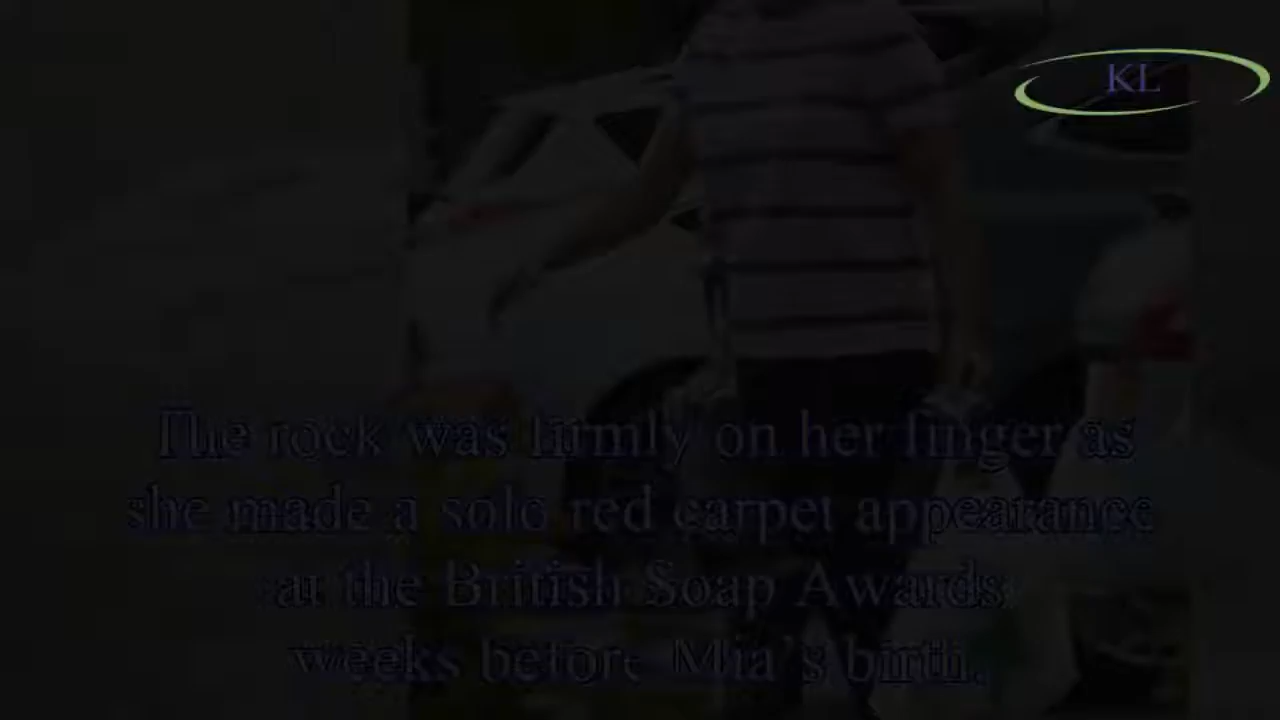 KL
The rock was firmly on her finger as
she made a solo red carpet appearance
at the British Soap Awards,
weeks before Mia's birth.